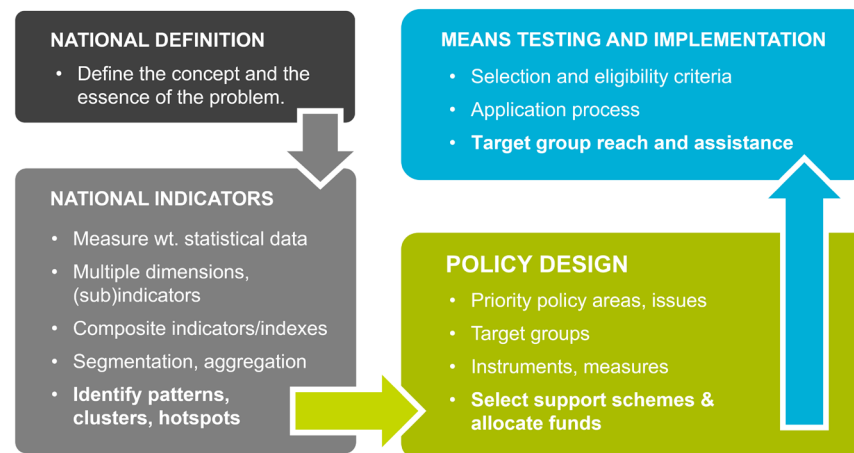 NATIONAL DEFINITION
• Define the concept and the
essence of the problem.
NATIONAL INDICATORS
• Measure wt. statistical data
• Multiple dimensions,
(sub)indicators
• Composite indicators/indexes
• Segmentation, aggregation
• Identify patterns,
clusters, hotspots
POLICY DESIGN
• Priority policy areas, issues
• Target groups
• Instruments, measures
• Select support schemes &
allocate funds
MEANS TESTING AND IMPLEMENTATION
• Selection and eligibility criteria
• Application process
• Target group reach and assistance